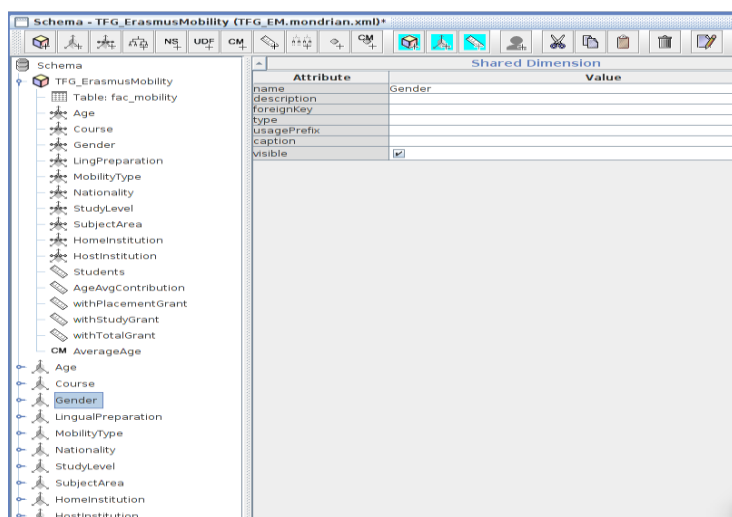 Schema - TFG_ErasmusMobility (TFG_EM.mondrian.xml)*
NS UDF CM CM
Schema
TFG_ErasmusMobility
Table: fac_mobility
Age
Course
Gender
LingPreparation
MobilityType
Nationality
StudyLevel
SubjectArea
HomeInstitution
HostInstitution
Students
AgeAvgContribution
withPlacementGrant
withStudyGrant
withTotalGrant
CM AverageAge
Age
Course
Gender
LingualPreparation
MobilityType
Nationality
StudyLevel
SubjectArea
HomeInstitution
HostInstitution
Shared Dimension
Attribute Value
name Gender
description
foreignKey
type
usagePrefix
caption
visible